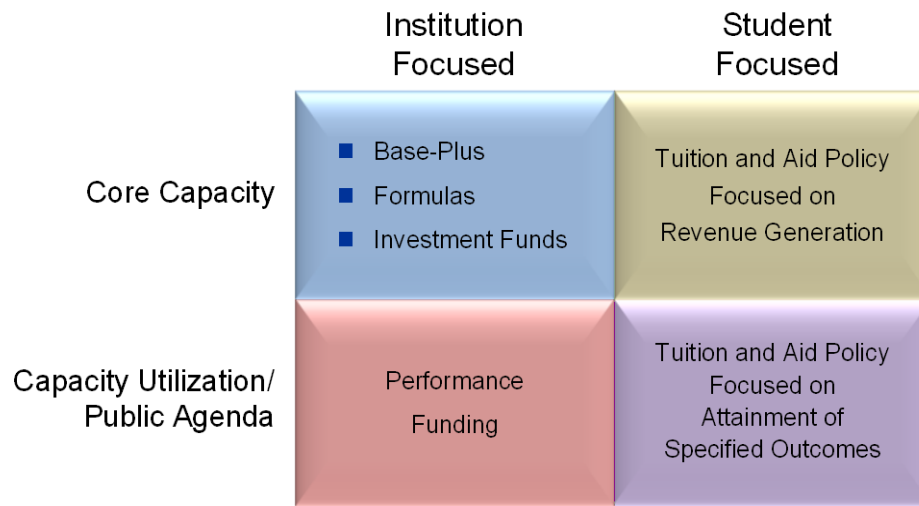 Institution
Focused
Student
Focused
Core Capacity
Base-Plus
Formulas
Investment Funds
Tuition and Aid Policy
Focused on
Revenue Generation
Capacity Utilization/
Public Agenda
Performance
Funding
Tuition and Aid Policy
Focused on
Attainment of
Specified Outcomes